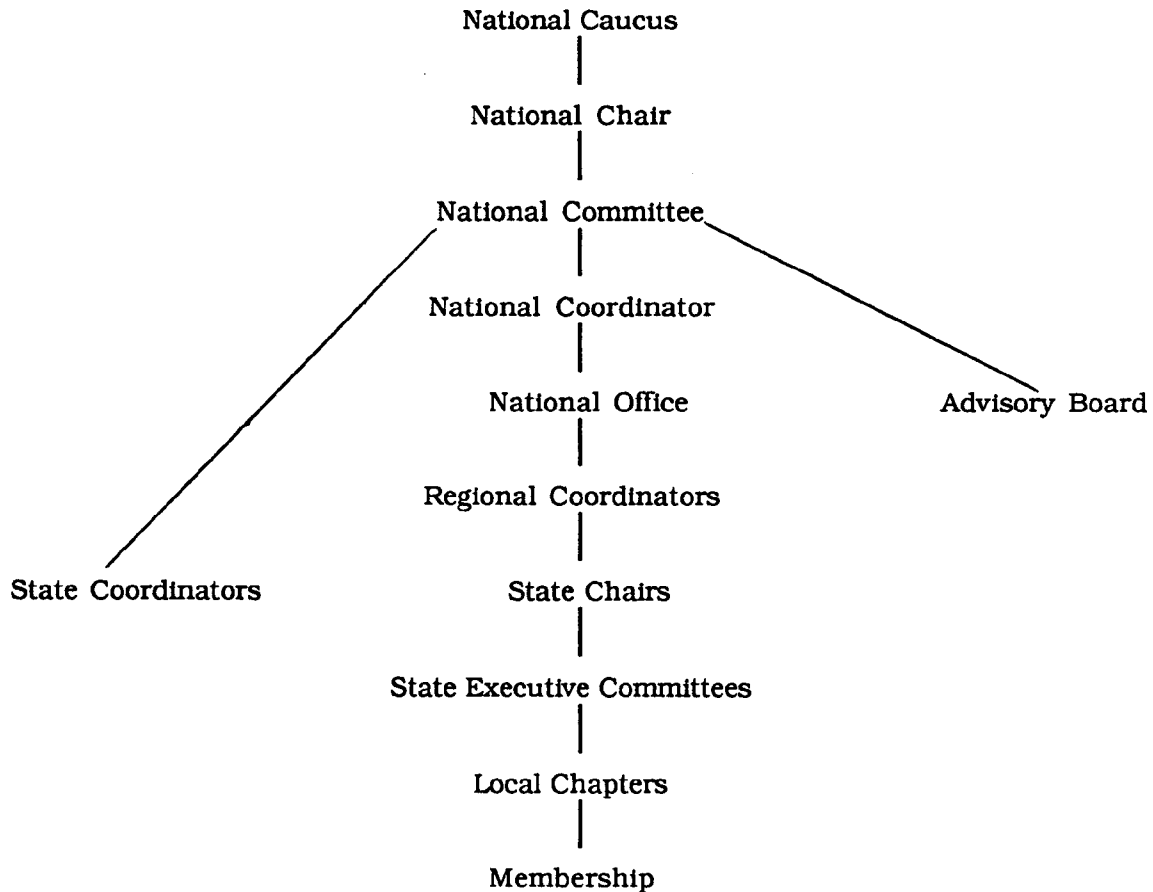 National Caucus
National Chair
National Committee
National Coordinator
National Office
Advisory Board
Regional Coordinators
State Coordinators
State Chairs
State Executive Committees
Local Chapters
Membership